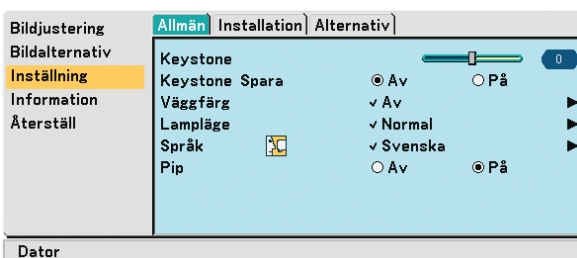 Bildjustering
Bildalternativ
Inställning
Information
Återställ
Allmän Installation Alternativ
Keystone 0
Keystone Spara Av På
Väggfärg ✓ Av
Lampläge ✓ Normal
Språk ✓ Svenska
Pip Av På
Dator